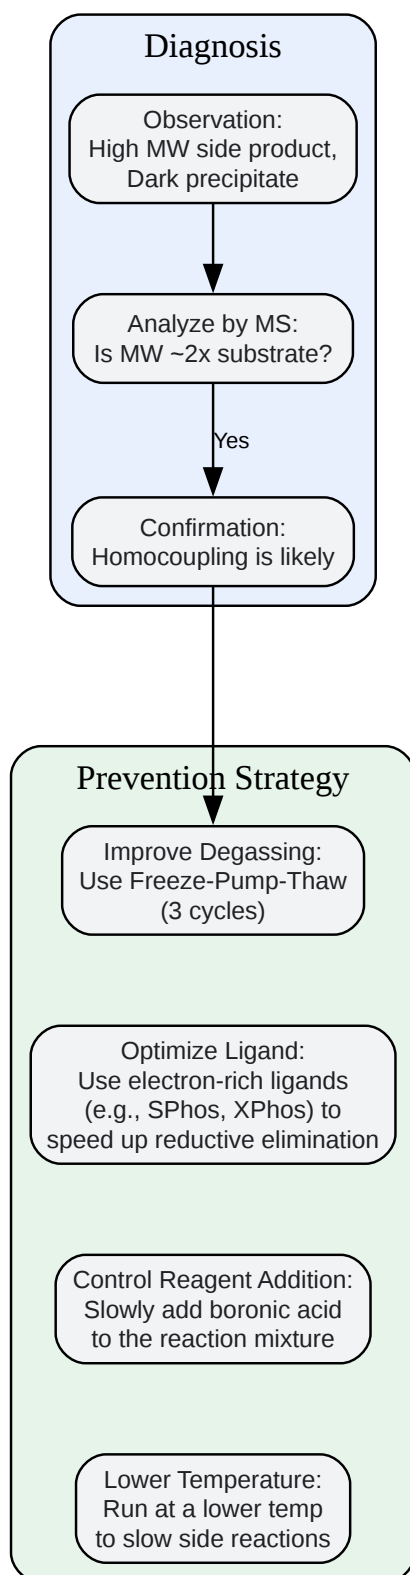 Diagnosis
Observation:
High MW side product,
Dark precipitate
Analyze by MS:
Is MW ~2x substrate?
Yes
Confirmation:
Homocoupling is likely
Prevention Strategy
Improve Degassing:
Use Freeze-Pump-Thaw
(3 cycles)
Optimize Ligand:
Use electron-rich ligands
(e.g., SPhos, XPhos) to
speed up reductive elimination
Control Reagent Addition:
Slowly add boronic acid
to the reaction mixture
Lower Temperature:
Run at a lower temp
to slow side reactions